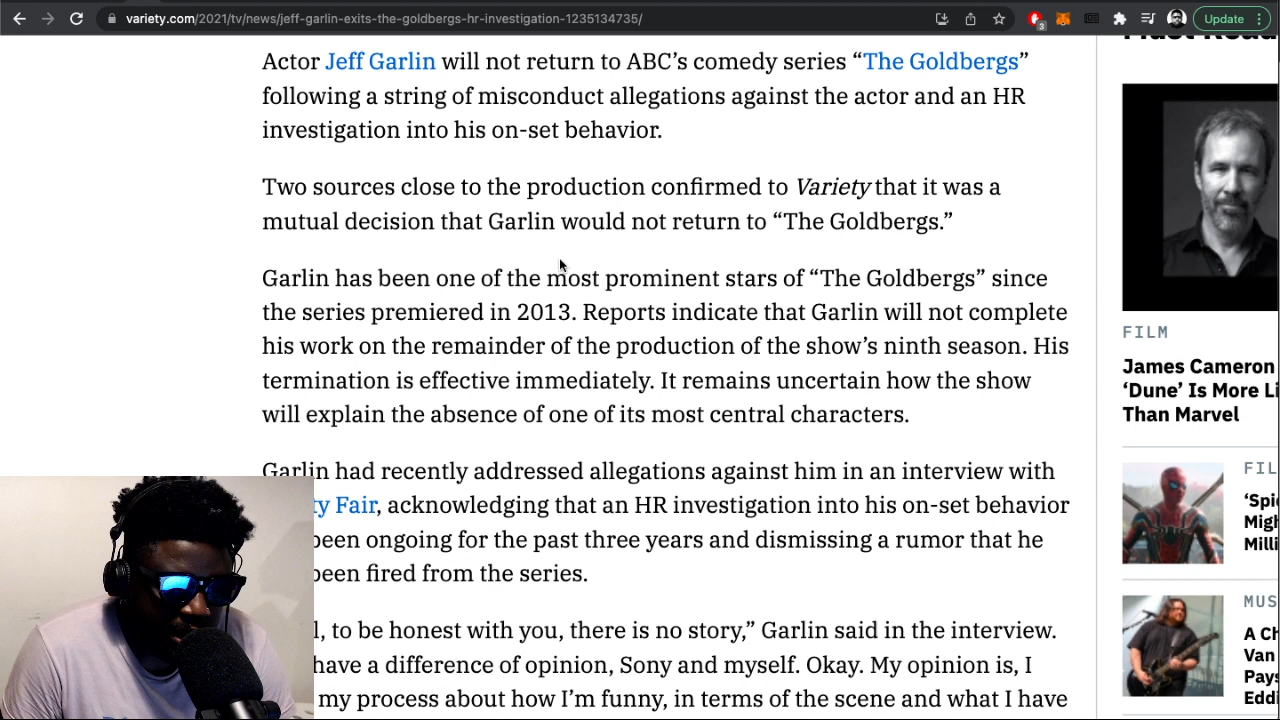 variety.com/2021/tv/news/jeff-garlin-exits-the-goldbergs-hr-investigation-1235134735/
3
Update
Must Read
Actor Jeff Garlin will not return to ABC’s comedy series “The Goldbergs”
following a string of misconduct allegations against the actor and an HR
investigation into his on-set behavior.
Two sources close to the production confirmed to Variety that it was a
mutual decision that Garlin would not return to “The Goldbergs.”
Garlin has been one of the most prominent stars of “The Goldbergs” since
the series premiered in 2013. Reports indicate that Garlin will not complete
his work on the remainder of the production of the show’s ninth season. His
termination is effective immediately. It remains uncertain how the show
will explain the absence of one of its most central characters.
Garlin had recently addressed allegations against him in an interview with
ty Fair, acknowledging that an HR investigation into his on-set behavior
been ongoing for the past three years and dismissing a rumor that he
been fired from the series.
l, to be honest with you, there is no story,” Garlin said in the interview.
have a difference of opinion, Sony and myself. Okay. My opinion is, I
my process about how I’m funny, in terms of the scene and what I have
FILM
James Cameron
‘Dune’ Is More Li
Than Marvel
FIL
‘Spi
Migh
Milli
MUS
A Ch
Van
Pays
Eddi